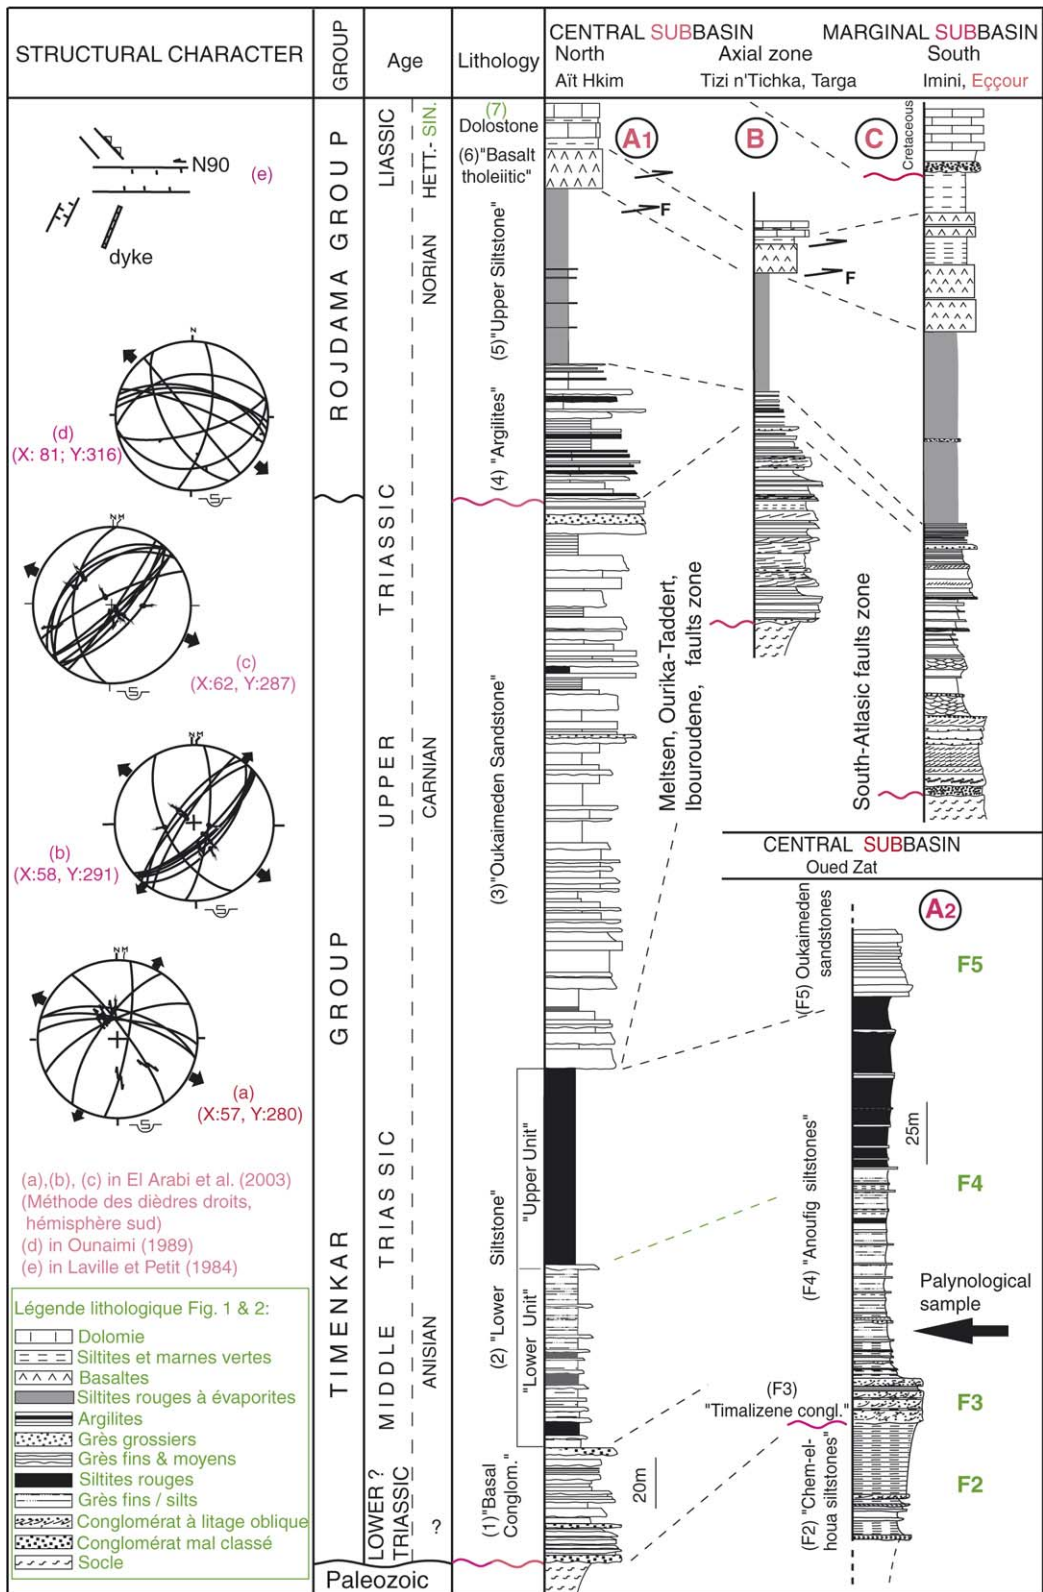 STRUCTURAL CHARACTER
GROUP
Age
Lithology
CENTRAL SUBBASIN
North
Aït Hkim
Axial zone
Tizi n'Tichka, Targa
MARGINAL SUBBASIN
South
Imini, Eççour
N90
(e)
dyke
N
(d)
(X: 81; Y:316)
S
(c)
(X:62, Y:287)
S
(b)
(X:58, Y:291)
S
(a)
(X:57, Y:280)
S
(a),(b), (c) in El Arabi et al. (2003)
(Méthode des dièdres droits,
hémisphère sud)
(d) in Ounaimi (1989)
(e) in Laville et Petit (1984)
Légende lithologique Fig. 1 & 2:
Dolomie
Siltites et marnes vertes
Basaltes
Siltites rouges à évaporites
Argilites
Grès grossiers
Grès fins & moyens
Siltites rouges
Grès fins / silts
Conglomérat à litage oblique
Conglomérat mal classé
Socle
ROJDAMA GROUP
TIMENKAR GROUP
LIASSIC
UPPER TRIASSIC
MIDDLE TRIASSIC
LOWER ?
TRIASSIC
HETT.- SIN.
NORIAN
CARNIAN
ANISIAN
?
Paleozoic
(7)
Dolostone
(6)"Basalt
tholeiitic"
(5)"Upper Siltstone"
(4) "Argilites"
(3)"Oukaimeden Sandstone"
(2) "Lower Siltstone"
"Upper Unit"
"Lower Unit"
(1)"Basal
Conglom."
20m
A1
F
B
F
C
Cretaceous
Meltsen, Ourika-Taddert,
Ibouroudene, faults zone
South-Atlasic faults zone
CENTRAL SUBBASIN
Oued Zat
A2
(F5) Oukaimeden
sandstones
F5
25m
(F4) "Anoufig siltstones"
F4
Palynological
sample
(F3)
"Timalizene congl."
F3
(F2) "Chem-el-
houa siltstones"
F2